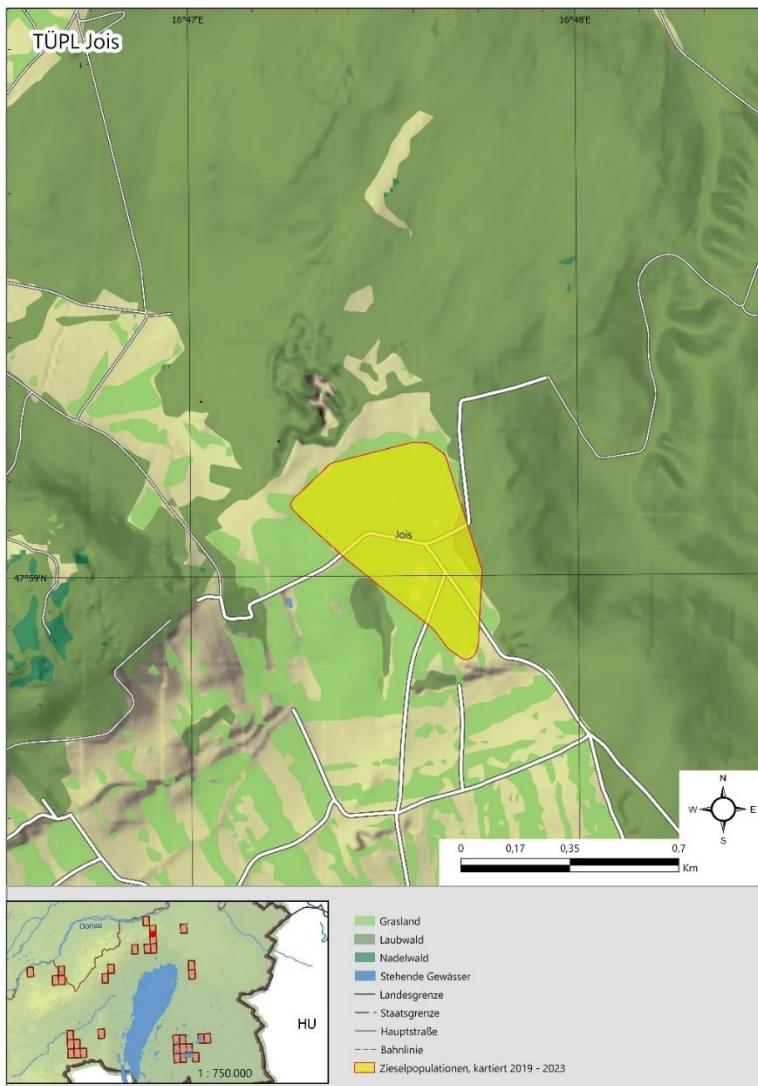 16°47'E 16°48'E
TÜPL Jois
Jois
47°59'N
N
W E
S
0 0,17 0,35 0,7
Km
Donau
HU
1 : 750.000
Grasland
Laubwald
Nadelwald
Stehende Gewässer
Landesgrenze
Staatsgrenze
Hauptstraße
Bahnlinie
Zieselpopulationen, kartiert 2019 - 2023